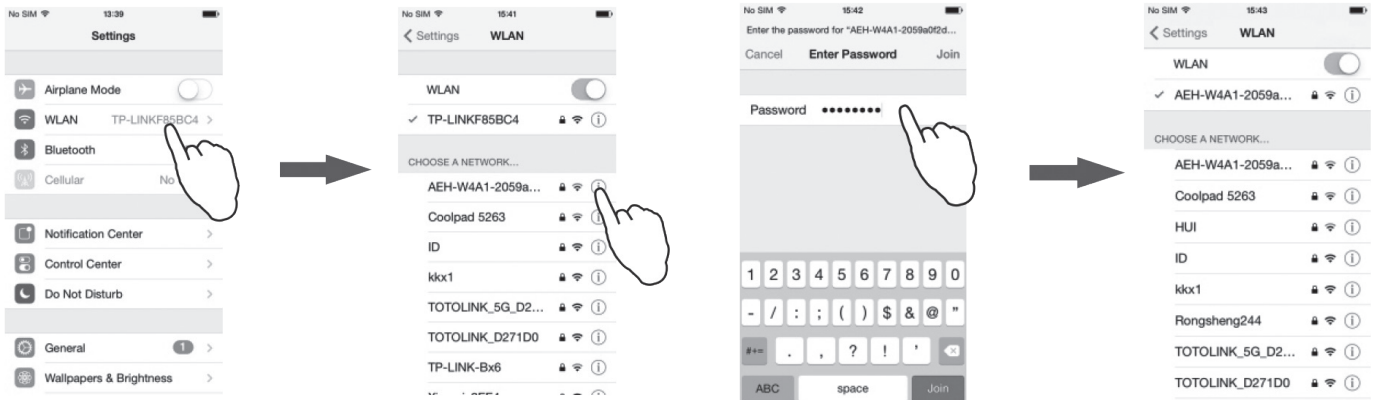 No SIM 13:39
Settings
Airplane Mode
WLAN TP-LINKF85BC4
Bluetooth
Cellular No
Notification Center
Control Center
Do Not Disturb
General 1
Wallpapers & Brightness
No SIM 15:41
Settings WLAN
WLAN
TP-LINKF85BC4
CHOOSE A NETWORK...
AEH-W4A1-2059a...
Coolpad 5263
ID
kkx1
TOTOLINK_5G_D2...
TOTOLINK_D271D0
TP-LINK-Bx6
No SIM 15:42
Enter the password for "AEH-W4A1-2059a0f2d...
Cancel Enter Password Join
Password ••••••••
1 2 3 4 5 6 7 8 9 0
- / : ; ( ) $ & @ "
#+= . , ? ! '
ABC space Join
No SIM 15:43
Settings WLAN
WLAN
AEH-W4A1-2059a...
CHOOSE A NETWORK...
AEH-W4A1-2059a...
Coolpad 5263
HUI
ID
kkx1
Rongsheng244
TOTOLINK_5G_D2...
TOTOLINK_D271D0